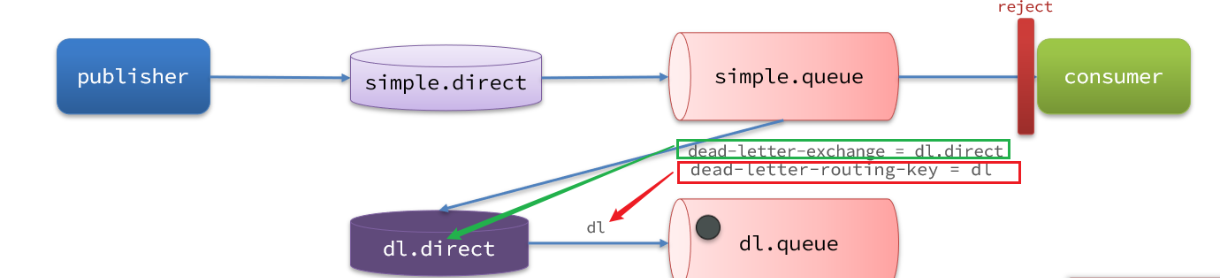 reject
publisher
simple.direct
simple.queue
consumer
dead-letter-exchange = dl.direct
dead-letter-routing-key = dl
dl.direct
dl
dl.queue